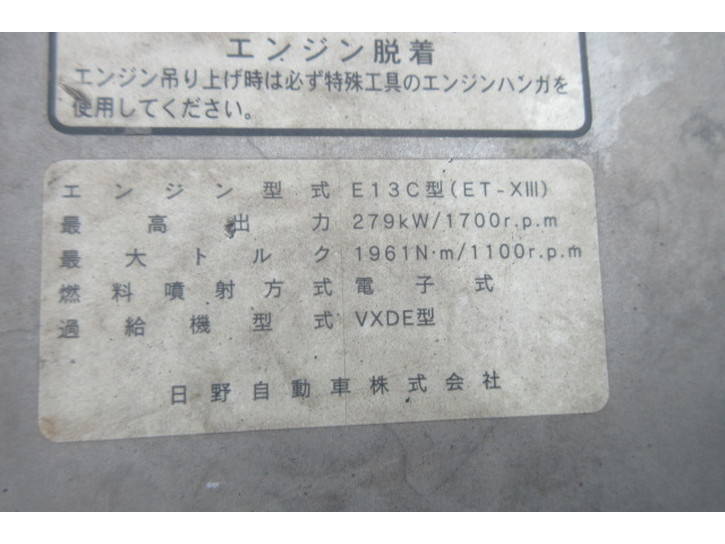 エンジン脱着
エンジン吊り上げ時は必ず特殊工具のエンジンハンガを
使用してください。
エンジン型式 E13C型(ET-XIII)
最高出力 279kW/1700r.p.m
最大トルク 1961N·m/1100r.p.m
燃料噴射方式 電子式
過給機型式 VXDE型
日野自動車株式会社